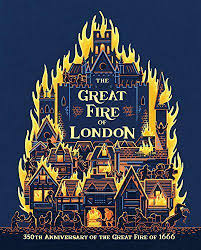 THE
GREAT
FIRE
OF
LONDON
350TH ANNIVERSARY OF THE GREAT FIRE OF 1666